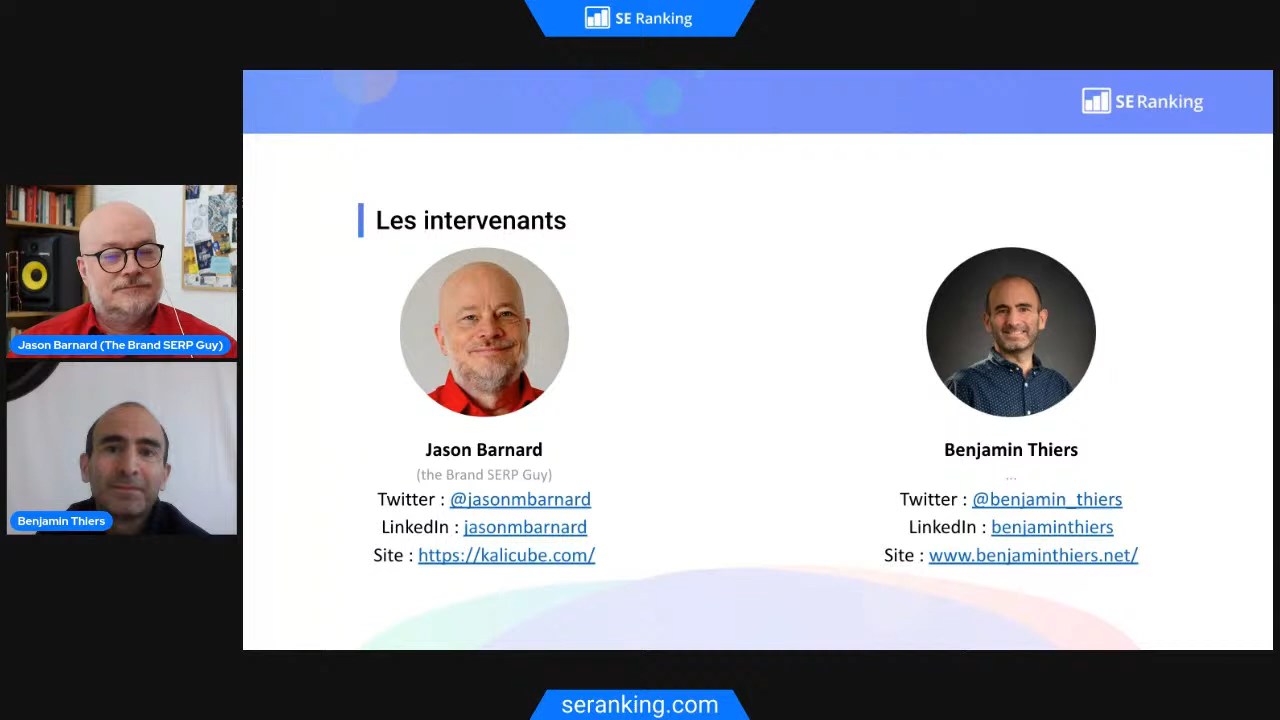 SE Ranking
SE Ranking
Les intervenants
Jason Barnard (The Brand SERP Guy)
Benjamin Thiers
Jason Barnard
(the Brand SERP Guy)
Twitter : @jasonmbarnard
LinkedIn : jasonmbarnard
Site : https://kalicube.com/
Benjamin Thiers
...
Twitter : @benjamin_thiers
LinkedIn : benjaminthiers
Site : www.benjaminthiers.net/
seranking.com